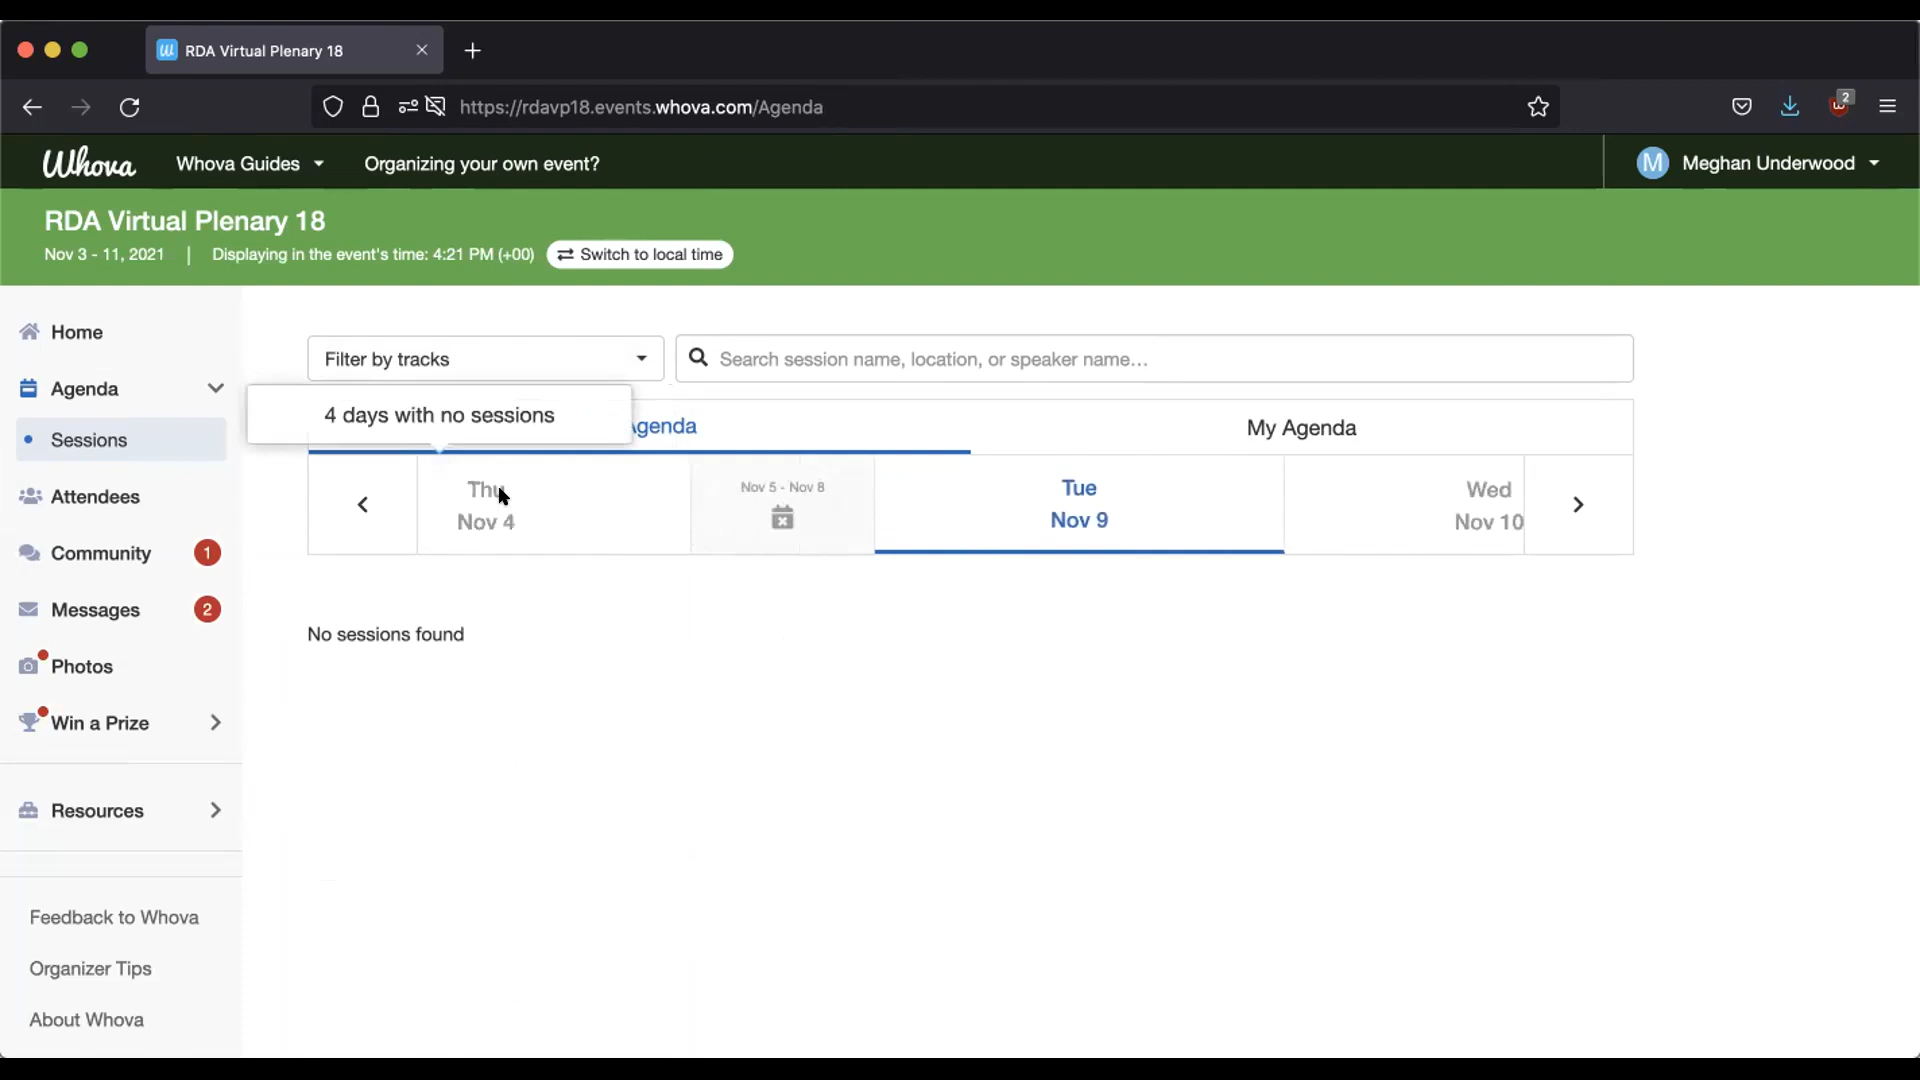 RDA Virtual Plenary 18
https://rdavp18.events.whova.com/Agenda
2
Whova
Whova Guides
Organizing your own event?
M
Meghan Underwood
RDA Virtual Plenary 18
Nov 3 - 11, 2021 | Displaying in the event's time: 4:21 PM (+00)
Switch to local time
Home
Agenda
Sessions
Attendees
Community
1
Messages
2
Photos
Win a Prize
Resources
Feedback to Whova
Organizer Tips
About Whova
Filter by tracks
Search session name, location, or speaker name...
4 days with no sessions
My Agenda
Nov 4
Nov 5 - Nov 8
Tue
Nov 9
Wed
Nov 10
No sessions found